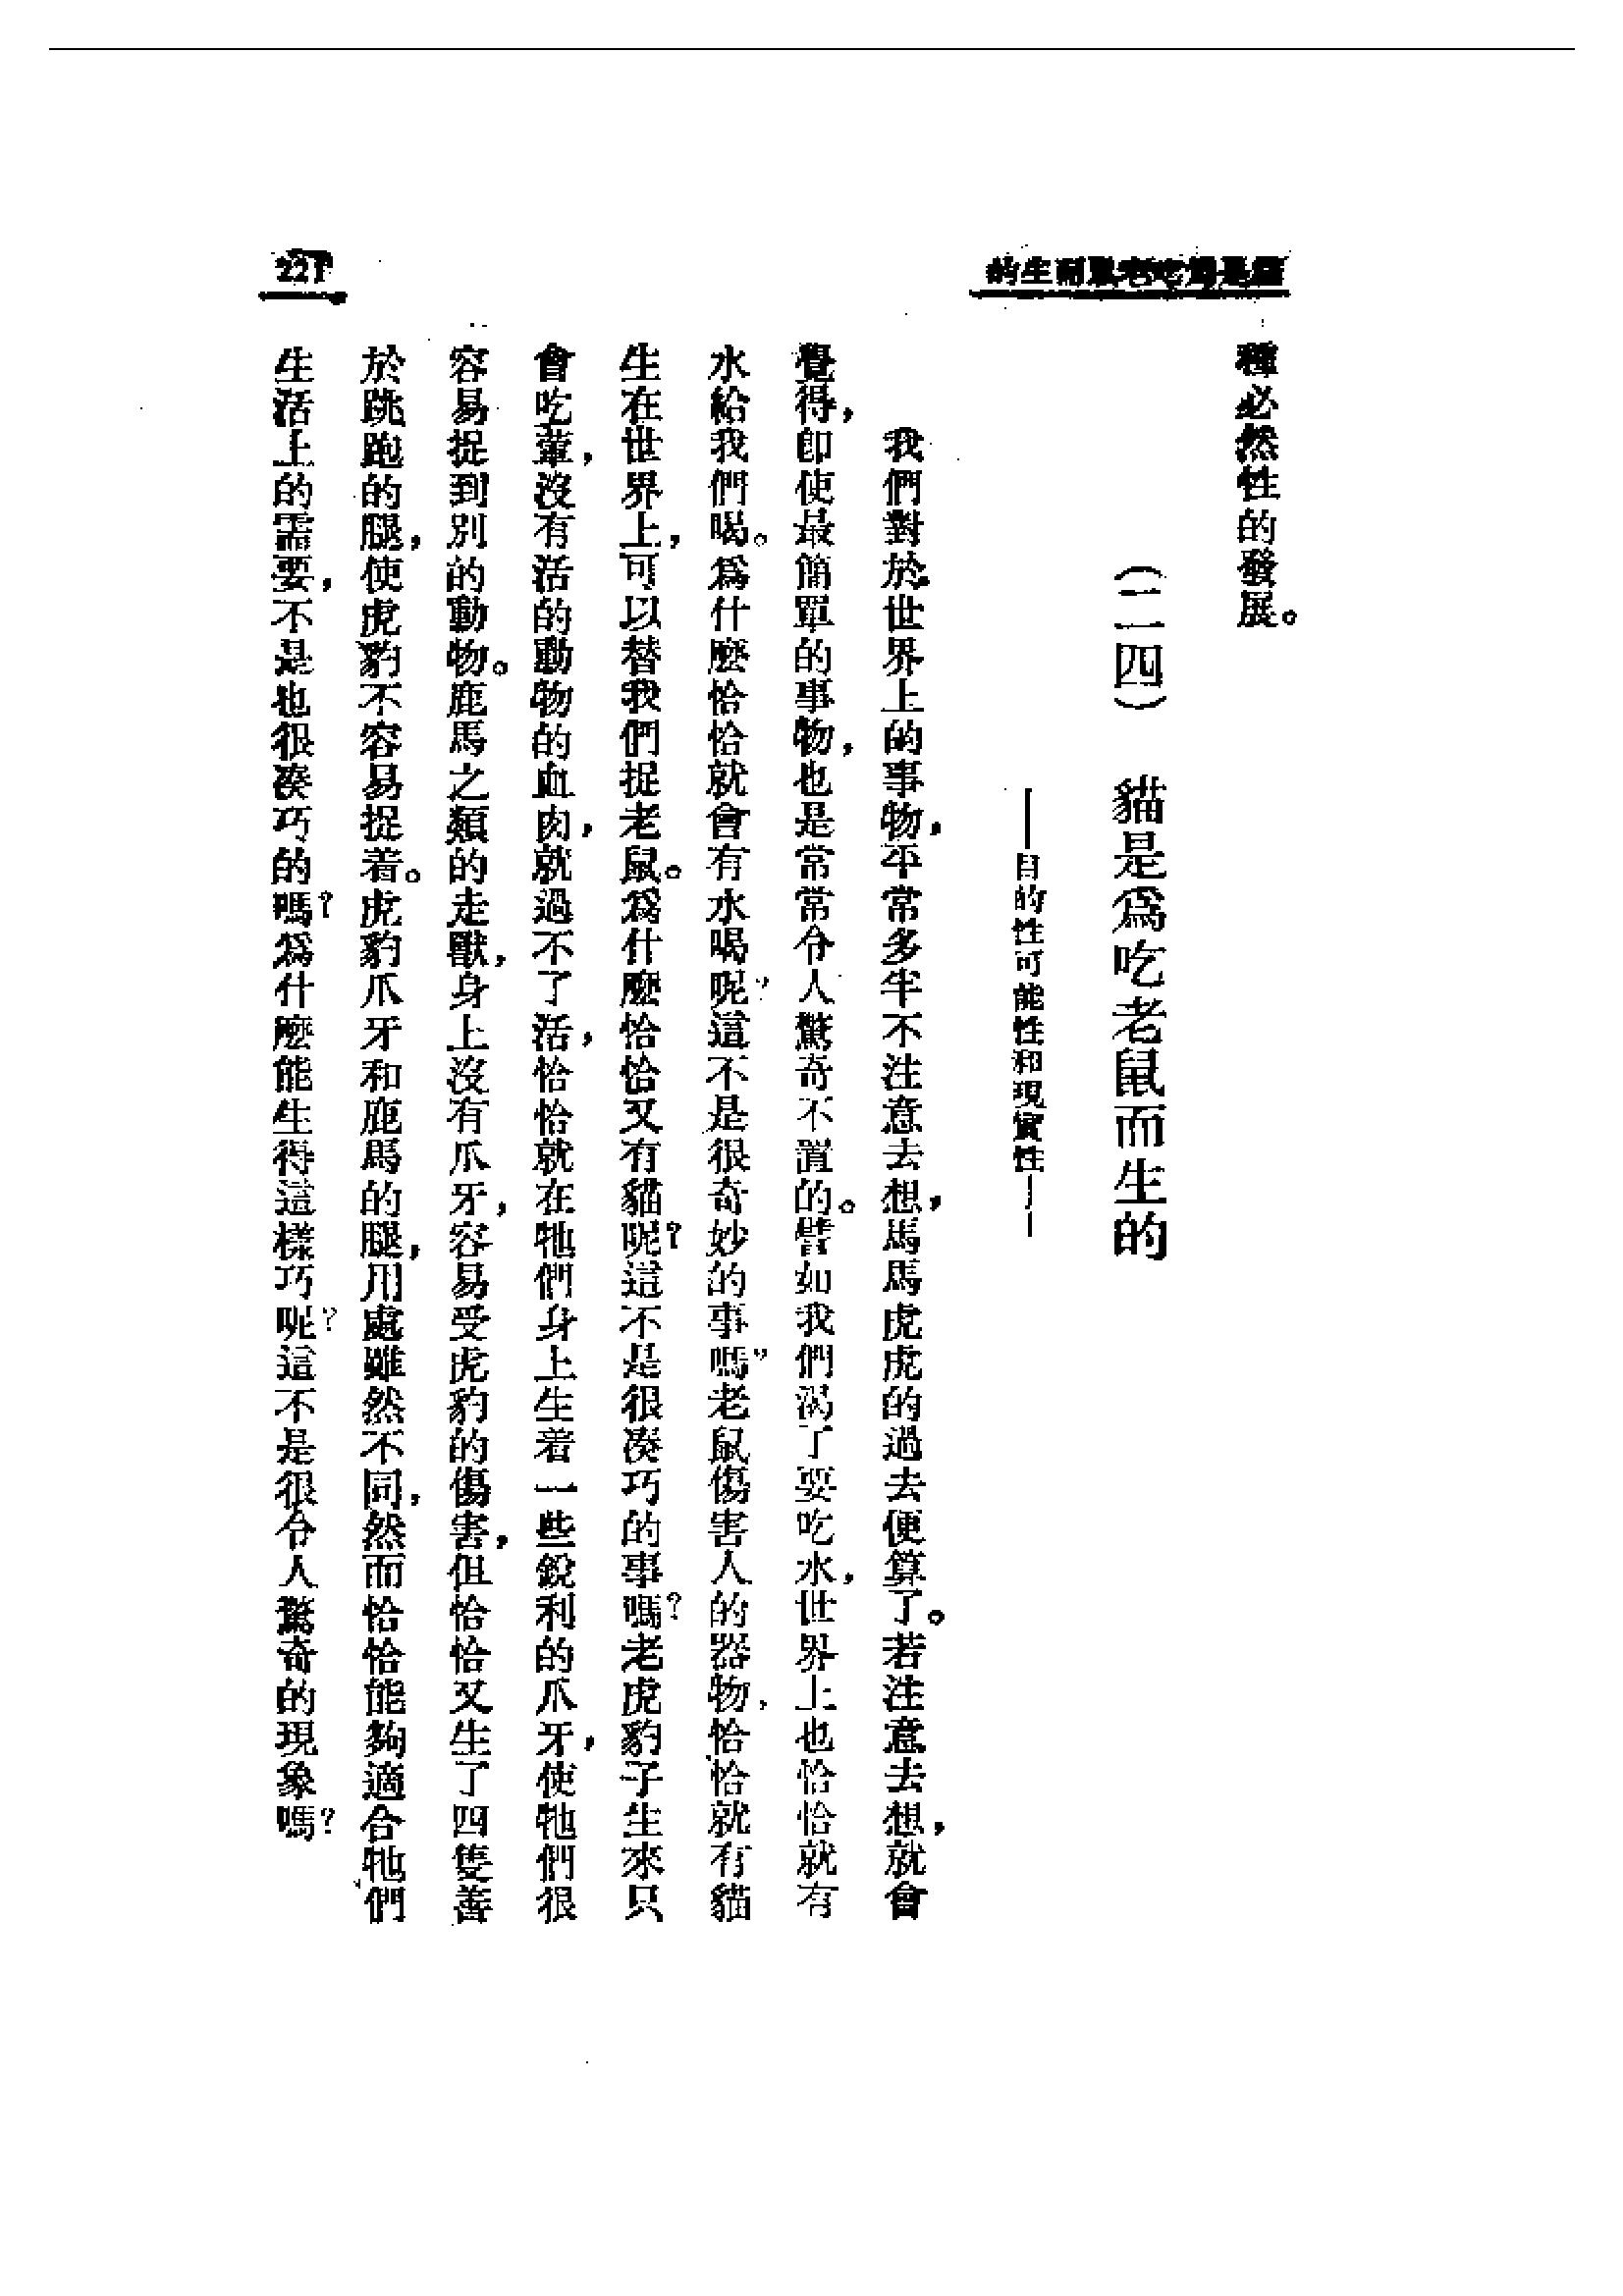 貓是爲吃老鼠而生的
221
種必然性的發展。
（二四）　貓是爲吃老鼠而生的
——目的性可能性和現實性——
我們對於世界上的事物，平常多半不注意去想，馬馬虎虎的過去便算了。若注意去想，就會
覺得，卽使最簡單的事物，也是常常令人驚奇不置的。譬如我們渴了要吃水，世界上也恰恰就有
水給我們喝。爲什麼恰恰就會有水喝呢？這不是很奇妙的事嗎？老鼠傷害人的器物，恰恰就有貓
生在世界上，可以替我們捉老鼠。爲什麼恰恰又有貓呢？這不是很凑巧的事嗎？老虎豹子生來只
會吃葷，沒有活的動物的血肉，就過不了活，恰恰就在牠們身上生着一些銳利的爪牙，使牠們很
容易捉到別的動物。鹿馬之類的走獸，身上沒有爪牙，容易受虎豹的傷害，但恰恰又生了四隻善
於跳跑的腿，使虎豹不容易捉着。虎豹爪牙和鹿馬的腿，用處雖然不同，然而恰恰能夠適合牠們
生活上的需要，不是也很凑巧的嗎？爲什麼能生得這樣巧呢？這不是很令人驚奇的現象嗎？